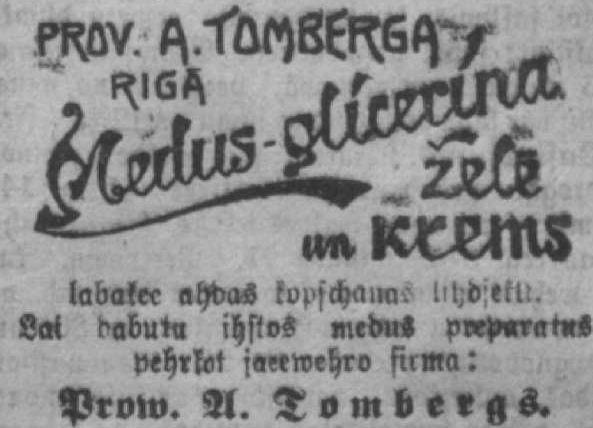 PROV. A. TOMBERGA
RIGĀ
Medus-glicerina
želē
un krems
labakee ahdas kopschanas lihdsekli.
Lai dabutu ihstos medus preparatus
pehrkot jaeewehro firma:
Prow. A. Tombergs.